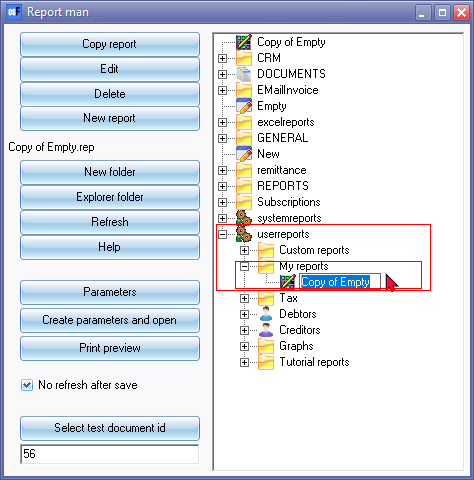 Report man
Copy report
Edit
Delete
New report
Copy of Empty.rep
New folder
Explorer folder
Refresh
Help
Parameters
Create parameters and open
Print preview
No refresh after save
Select test document id
56
Copy of Empty
CRM
DOCUMENTS
EMailInvoice
Empty
excelreports
GENERAL
New
remittance
REPORTS
Subscriptions
systemreports
userreports
Custom reports
My reports
Copy of Empty
Tax
Debtors
Creditors
Graphs
Tutorial reports